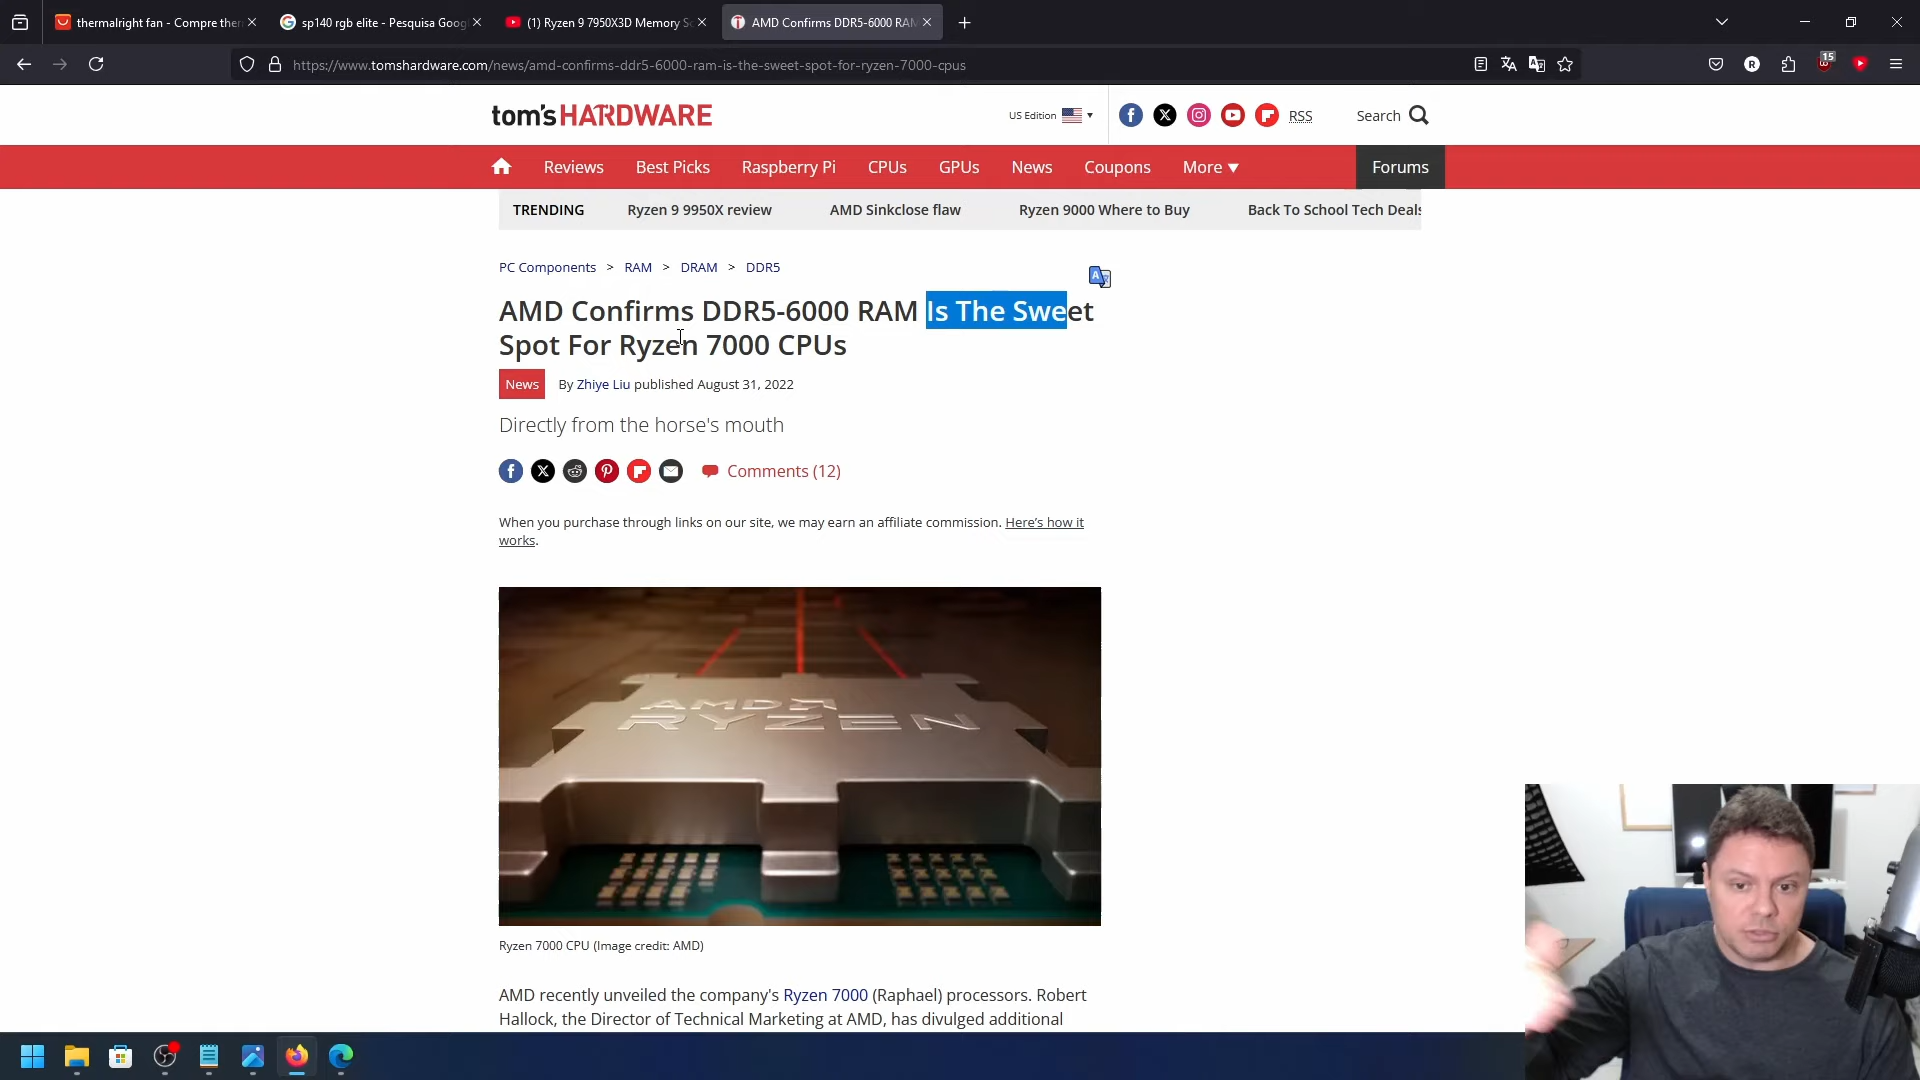 thermalright fan - Compre ther
sp140 rgb elite - Pesquisa Goog
(1) Ryzen 9 7950X3D Memory Sc
AMD Confirms DDR5-6000 RAM
https://www.tomshardware.com/news/amd-confirms-ddr5-6000-ram-is-the-sweet-spot-for-ryzen-7000-cpus
R
15
tom'sHARDWARE
US Edition
RSS
Search
Reviews Best Picks Raspberry Pi CPUs GPUs News Coupons More Forums
TRENDING Ryzen 9 9950X review AMD Sinkclose flaw Ryzen 9000 Where to Buy Back To School Tech Deals
PC Components > RAM > DRAM > DDR5
AMD Confirms DDR5-6000 RAM Is The Sweet
Spot For Ryzen 7000 CPUs
News By Zhiye Liu published August 31, 2022
Directly from the horse's mouth
Comments (12)
When you purchase through links on our site, we may earn an affiliate commission. Here's how it
works.
AMD
RYZEN
Ryzen 7000 CPU (Image credit: AMD)
AMD recently unveiled the company's Ryzen 7000 (Raphael) processors. Robert
Hallock, the Director of Technical Marketing at AMD, has divulged additional